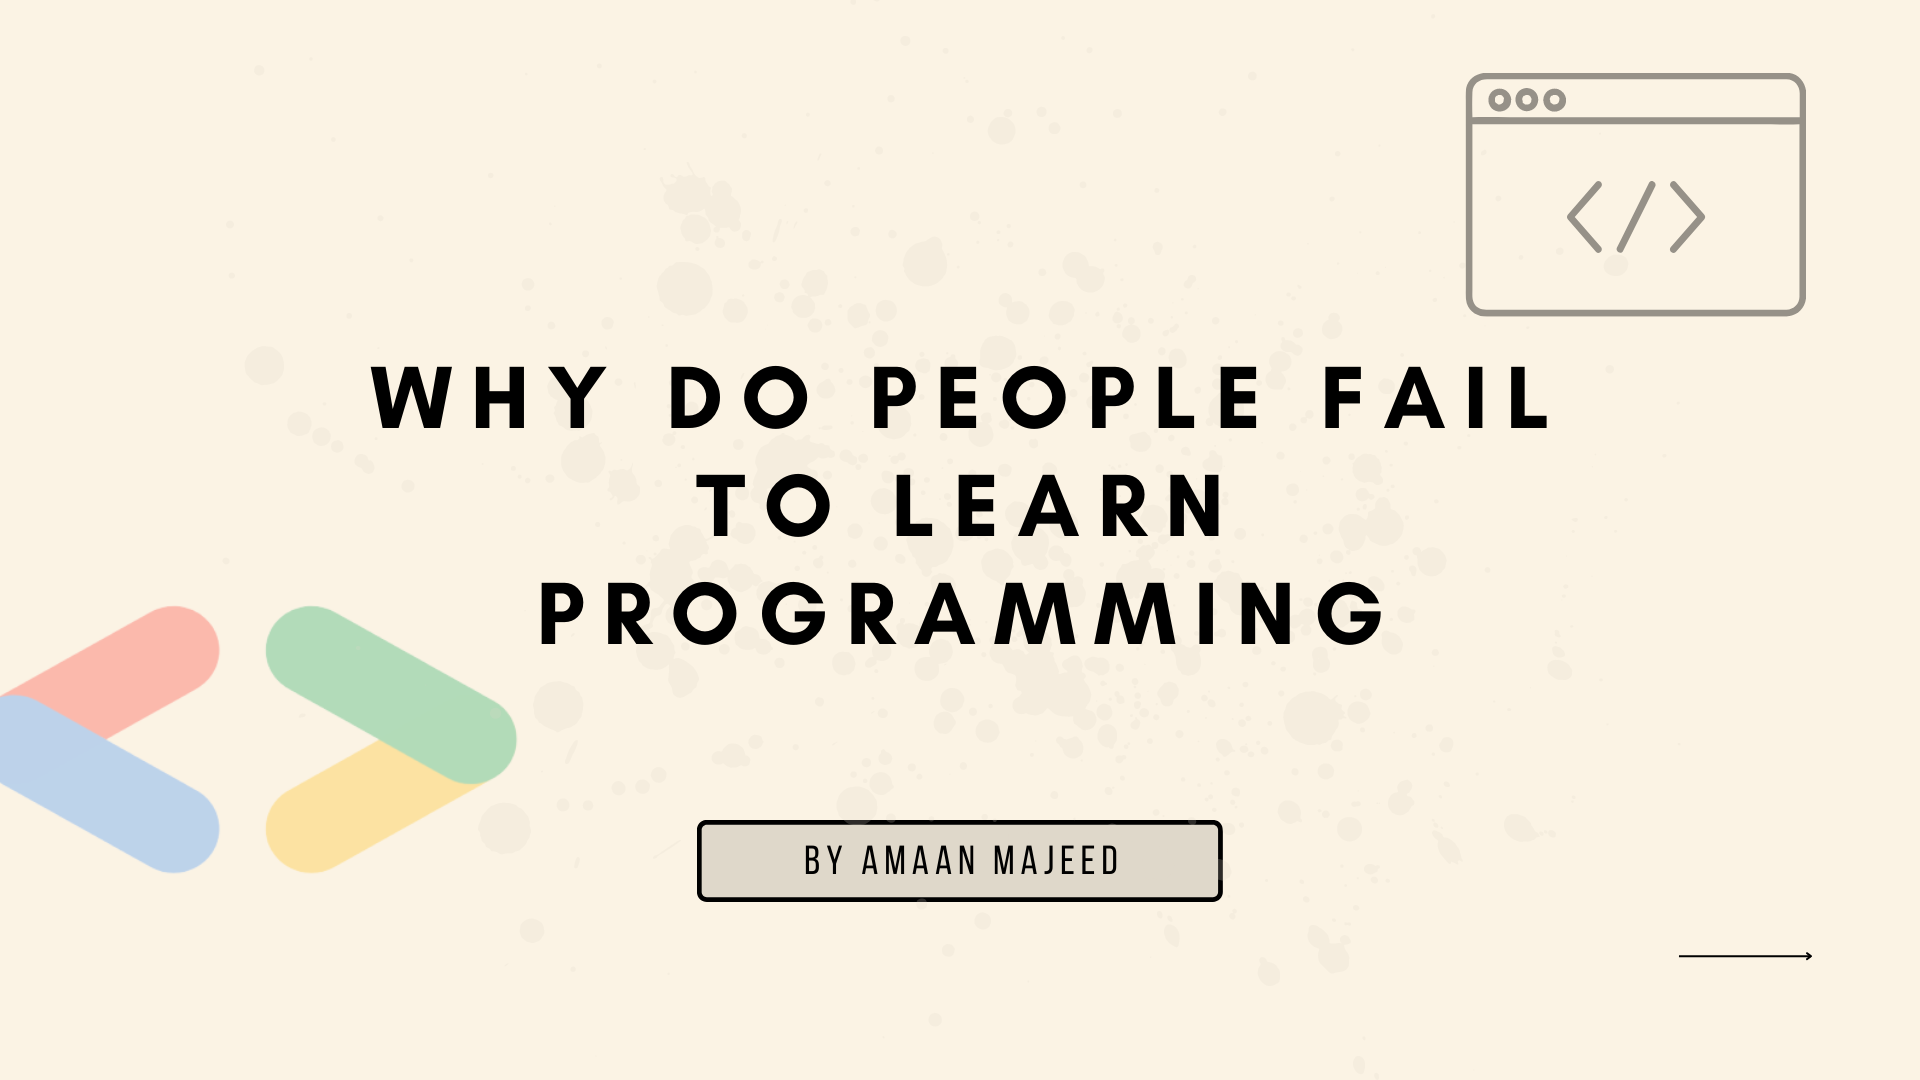 WHY DO PEOPLE FAIL
TO LEARN
PROGRAMMING
</>
BY AMAAN MAJEED